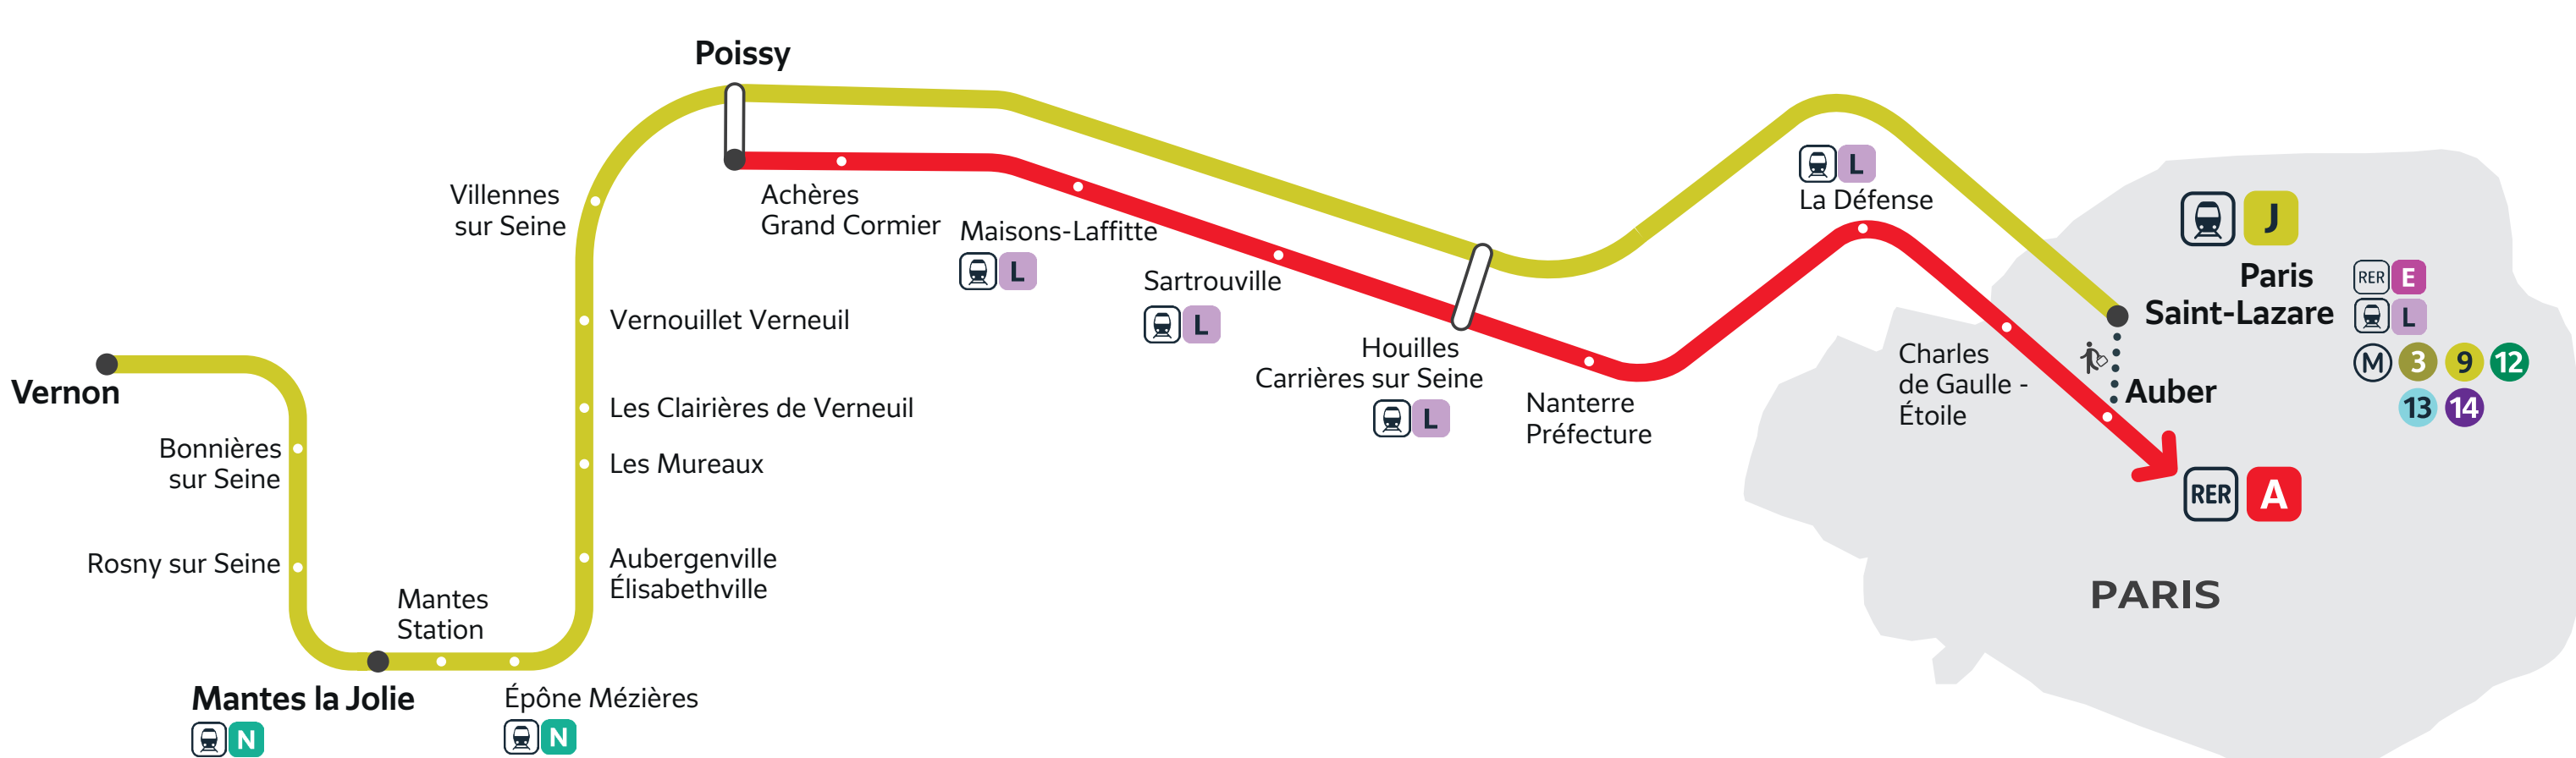 Poissy
Villennes
sur Seine
Achères
Grand Cormier
Maisons-Laffitte
L
Sartrouville
L
Houilles
Carrières sur Seine
L
Nanterre
Préfecture
L
La Défense
Charles
de Gaulle -
Étoile
J
Paris
Saint-Lazare
RER E
L
M 3 9 12
13 14
Auber
RER A
PARIS
Vernouillet Verneuil
Les Clairières de Verneuil
Les Mureaux
Aubergenville
Élisabethville
Vernon
Bonnières
sur Seine
Rosny sur Seine
Mantes
Station
Mantes la Jolie
N
Épône Mézières
N